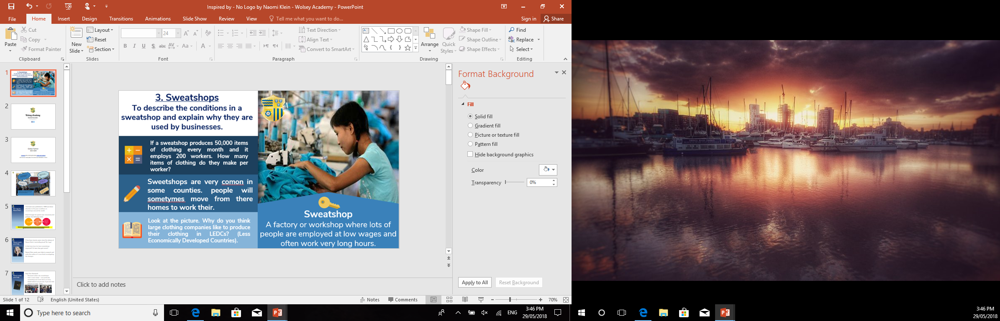 Inspired by - No Logo by Naomi Klein - Wolsey Academy - PowerPoint
File Home Insert Design Transitions Animations Slide Show Review View Tell me what you want to do... Sign in Share
Paste
Cut
Copy
Format Painter
Clipboard
New Slide
Layout
Reset
Section
Slides
24
B I U S abc AV Aa A
Font
Text Direction
Align Text
Convert to SmartArt
Paragraph
Arrange
Quick Styles
Shape Fill
Shape Outline
Shape Effects
Drawing
Find
Replace
Select
Editing
1
2
3
4
5
6
7
3. Sweatshops
To describe the conditions in a
sweatshop and explain why they are
used by businesses.
If a sweatshop produces 50,000 items
of clothing every month and it
employs 200 workers. How many
items of clothing do they make per
worker?
Sweetshops are very comon in
some counties. people will
sometymes move from there
homes to work their.
Look at the picture. Why do you think
large clothing companies like to produce
their clothing in LEDCs? (Less
Economically Developed Countries).
Sweatshop
A factory or workshop where lots of
people are employed at low wages and
often work very long hours.
Format Background
Fill
Solid fill
Gradient fill
Picture or texture fill
Pattern fill
Hide background graphics
Color
Transparency 0%
Apply to All Reset Background
Click to add notes
Slide 1 of 12 English (United States) Notes Comments 70%
Type here to search
ENG
3:46 PM
29/05/2018
3:46 PM
29/05/2018